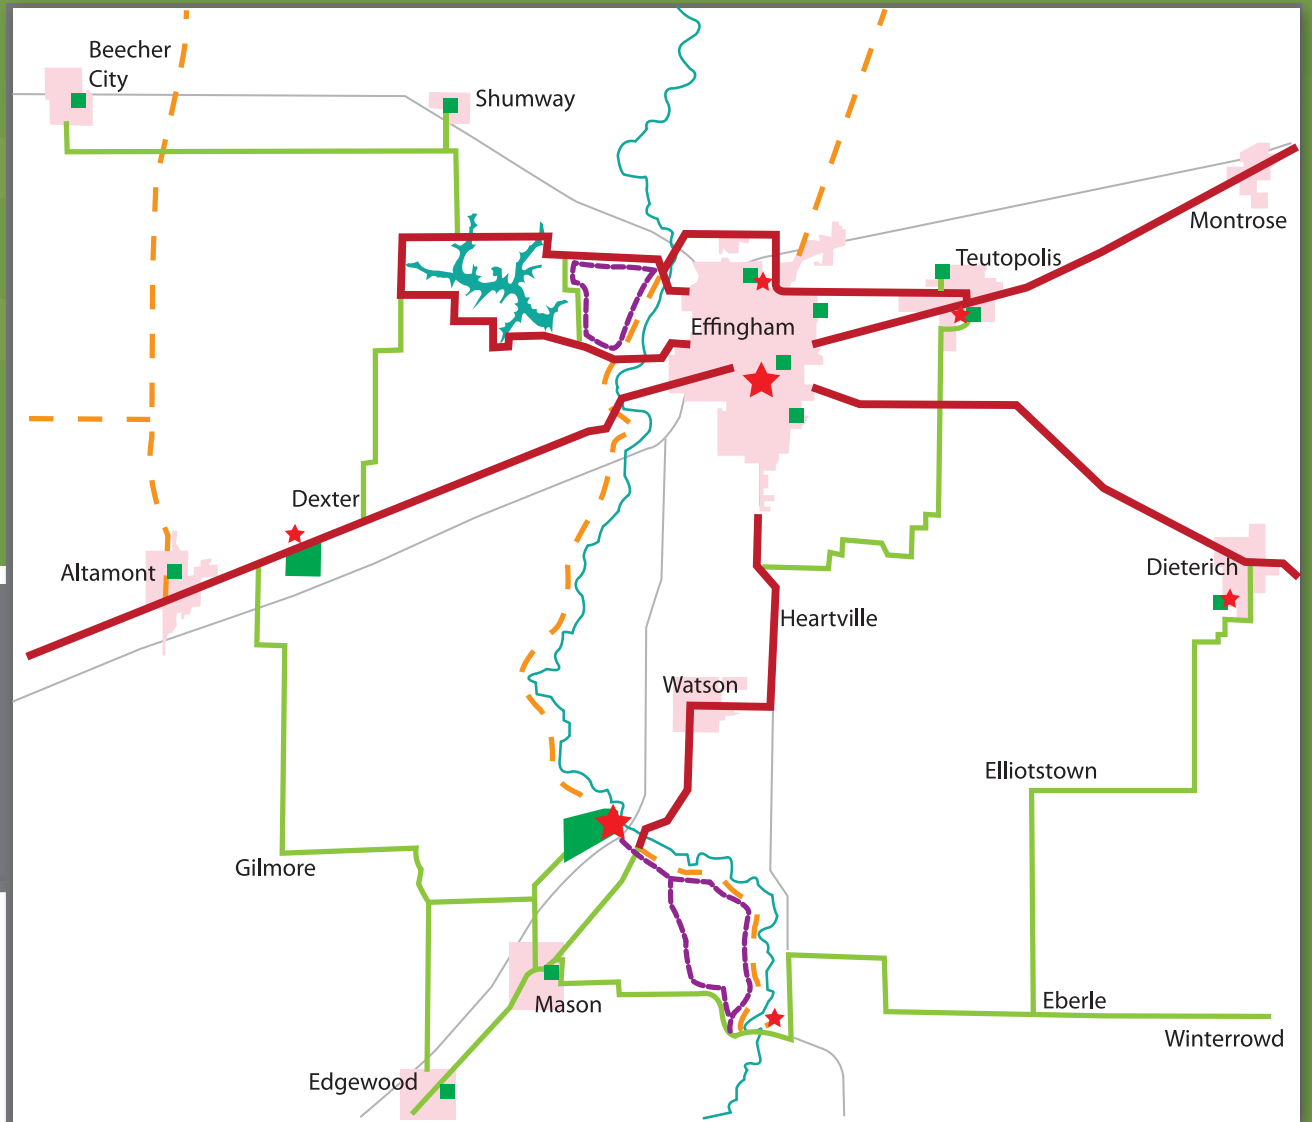 Beecher
City
Shumway
Montrose
Teutopolis
Effingham
Dexter
Altamont
Dieterich
Heartville
Watson
Elliotstown
Gilmore
Eberle
Mason
Winterrowd
Edgewood